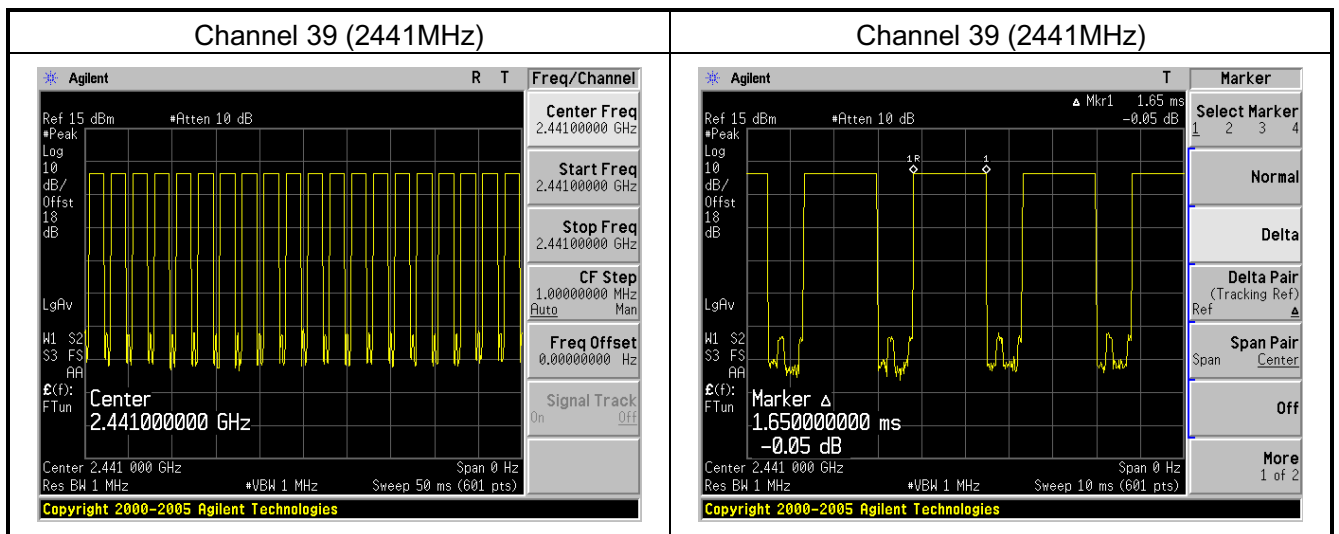 Channel 39 (2441MHz)
Agilent R T
Freq/Channel
Ref 15 dBm #Atten 10 dB
#Peak
Log
10
dB/
Offst
18
dB
LgAv
W1 S2
S3 FS
AA
£(f):
FTun
Center
2.441000000 GHz
Center 2.441 000 GHz Span 0 Hz
Res BW 1 MHz #VBW 1 MHz Sweep 50 ms (601 pts)
Copyright 2000-2005 Agilent Technologies
Center Freq
2.44100000 GHz
Start Freq
2.44100000 GHz
Stop Freq
2.44100000 GHz
CF Step
1.00000000 MHz
Auto Man
Freq Offset
0.00000000 Hz
Signal Track
On Off
Channel 39 (2441MHz)
Agilent T
Marker
Δ Mkr1 1.65 ms
Ref 15 dBm #Atten 10 dB -0.05 dB
#Peak
Log
10
dB/
Offst
18
dB
1R 1
LgAv
W1 S2
S3 FS
AA
£(f):
FTun
Marker Δ
1.650000000 ms
-0.05 dB
Center 2.441 000 GHz Span 0 Hz
Res BW 1 MHz #VBW 1 MHz Sweep 10 ms (601 pts)
Copyright 2000-2005 Agilent Technologies
Select Marker
1 2 3 4
Normal
Delta
Delta Pair
(Tracking Ref)
Ref Δ
Span Pair
Span Center
Off
More
1 of 2